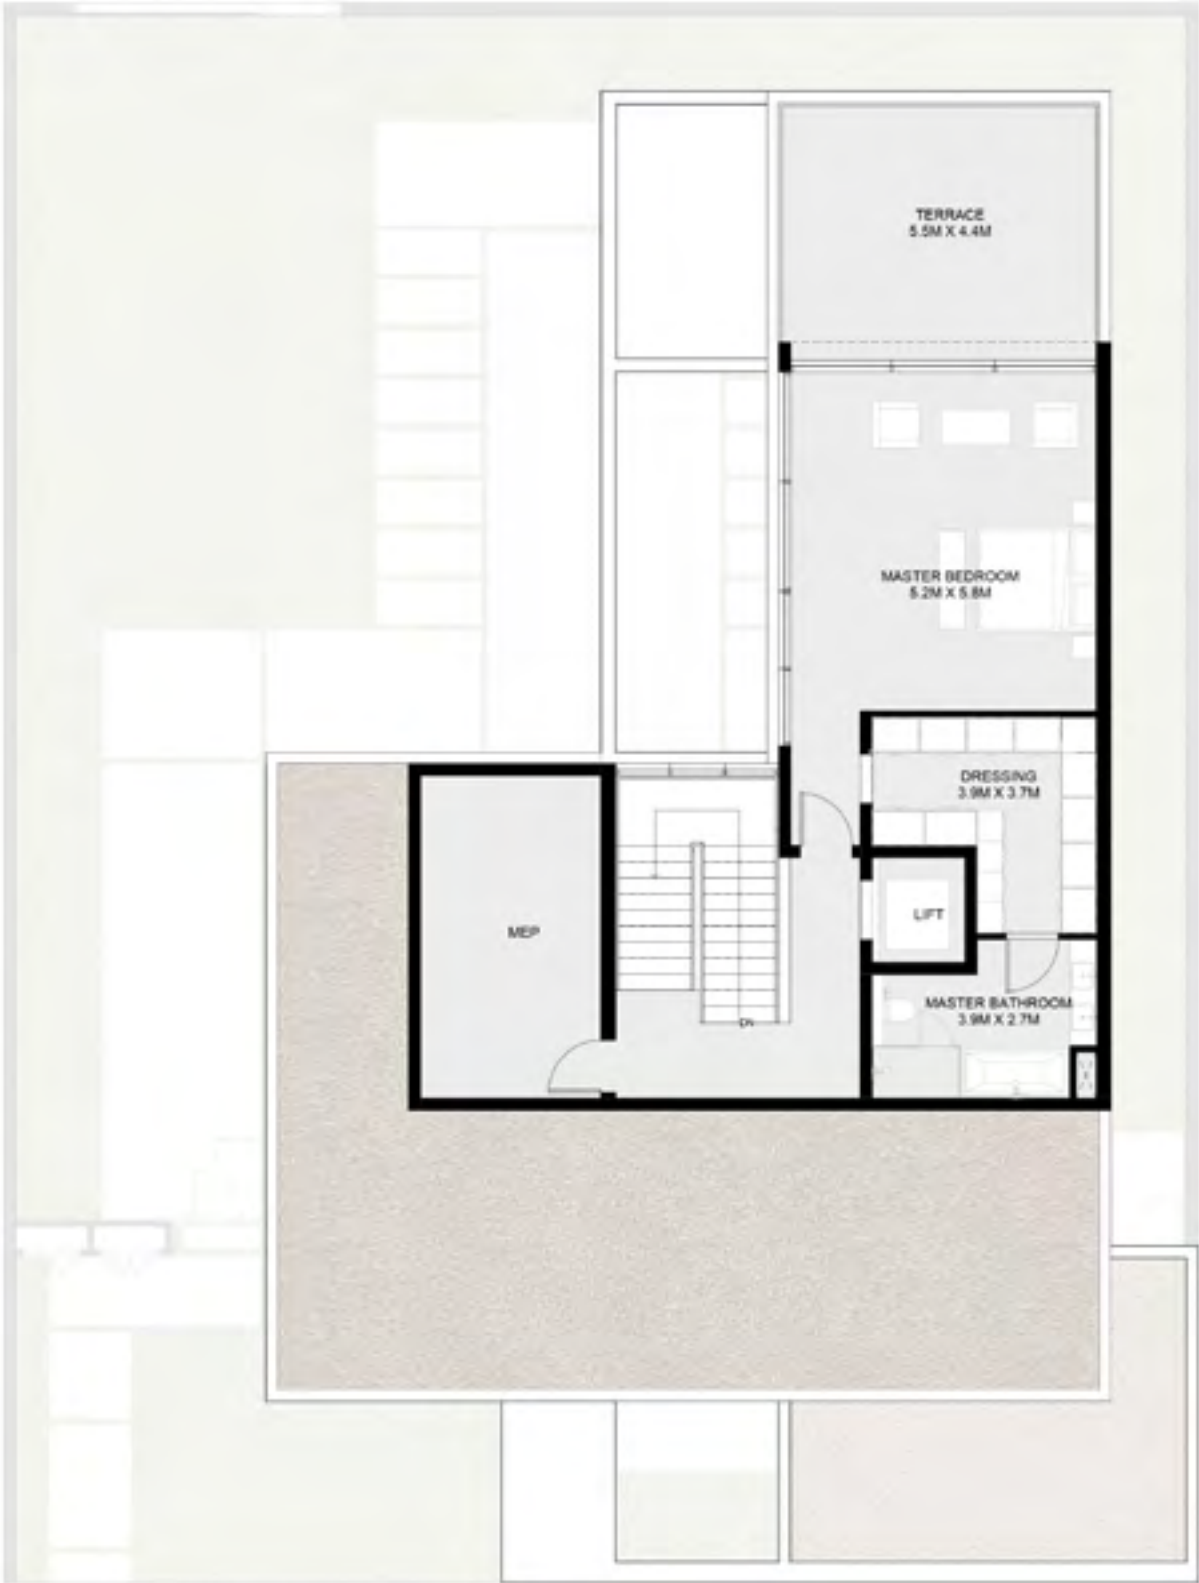 TERRACE
5.5M X 4.4M
MASTER BEDROOM
5.2M X 5.8M
DRESSING
3.9M X 3.7M
LIFT
MEP
MASTER BATHROOM
3.9M X 2.7M
DN